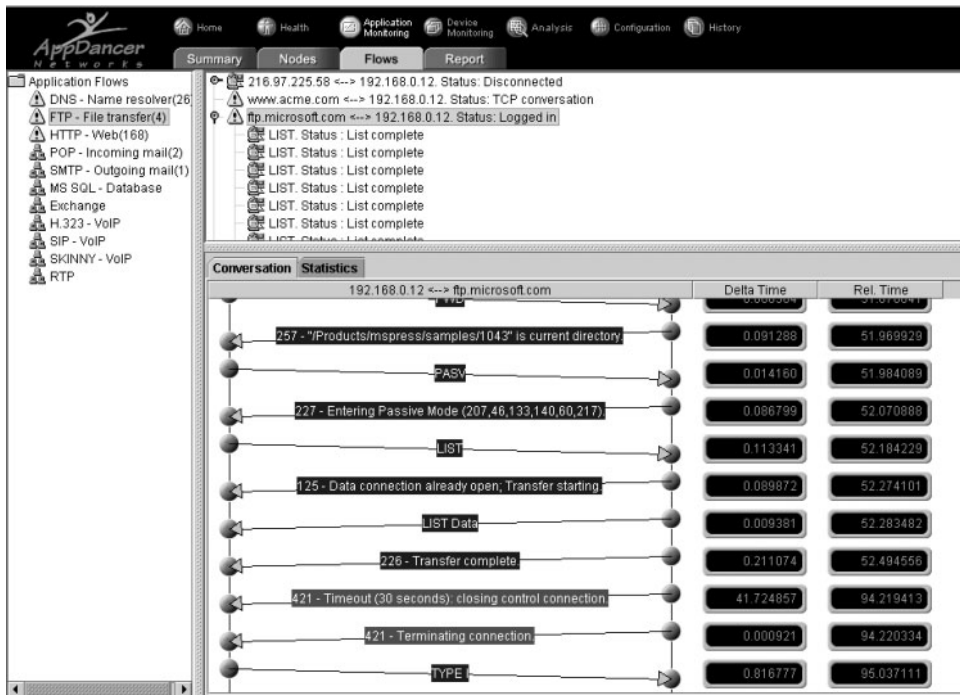 AppDancer
Networks
Home
Health
Application
Monitoring
Device
Monitoring
Analysis
Configuration
History
Summary
Nodes
Flows
Report
Application Flows
DNS - Name resolver(26
FTP - File transfer(4)
HTTP - Web(168)
POP - Incoming mail(2)
SMTP - Outgoing mail(1)
MS SQL - Database
Exchange
H.323 - VoIP
SIP - VoIP
SKINNY - VoIP
RTP
216.97.225.58 <--> 192.168.0.12. Status: Disconnected
www.acme.com <--> 192.168.0.12. Status: TCP conversation
ftp.microsoft.com <--> 192.168.0.12. Status: Logged in
LIST. Status : List complete
LIST. Status : List complete
LIST. Status : List complete
LIST. Status : List complete
LIST. Status : List complete
LIST. Status : List complete
LIST. Status : List complete
Conversation
Statistics
192.168.0.12 <--> ftp.microsoft.com
Delta Time
Rel. Time
257 - "/Products/mspress/samples/1043" is current directory.
0.091288
51.969929
PASV
0.014160
51.984089
227 - Entering Passive Mode (207,46,133,140,60,217).
0.086799
52.070888
LIST
0.113341
52.184229
125 - Data connection already open; Transfer starting.
0.089872
52.274101
LIST Data
0.009381
52.283482
226 - Transfer complete.
0.211074
52.494556
421 - Timeout (30 seconds): closing control connection.
41.724857
94.219413
421 - Terminating connection.
0.000921
94.220334
TYPE I
0.816777
95.037111